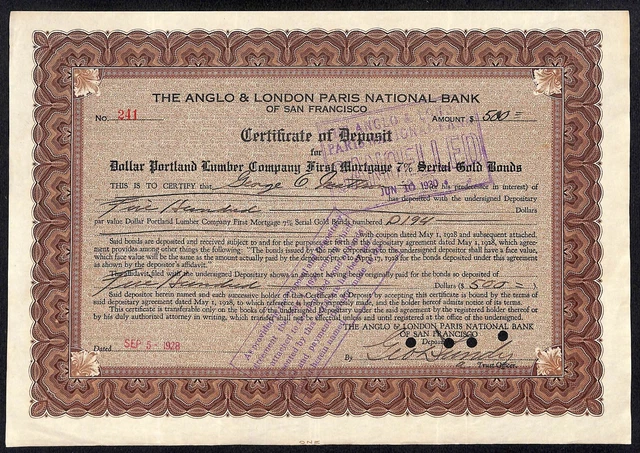 THE ANGLO & LONDON PARIS NATIONAL BANK
OF SAN FRANCISCO
No. 241 AMOUNT $ 500=
Certificate of Deposit
for
Dollar Portland Lumber Company First Mortgage 7% Serial Gold Bonds
THIS IS TO CERTIFY that George C. (as predecessor in interest) of
has deposited with the undersigned Depositary
Five Hundred Dollars
par value Dollar Portland Lumber Company First Mortgage 7% Serial Gold Bonds numbered D194
with coupon dated May 1, 1928 and subsequent attached.
Said bonds are deposited and received subject to and for the purposes set forth in the depositary agreement dated May 1, 1928, which agreement
provides among other things the following: "The bonds issued by the new corporation to the undersigned depositor shall have a face value,
which face value will be the same as the amount actually paid by the depositor prior to May 1, 1928 for the bonds deposited under this agreement
as shown by the depositor's affidavit."
The affidavit filed with the undersigned Depositary shows the amount having been originally paid for the bonds so deposited of
Five Hundred Dollars ($ 500= )
Said depositor herein named and each successive holder of this Certificate of Deposit by accepting this certificate is bound by the terms of
said depositary agreement dated May 1, 1928, to which reference is hereby expressly made, and the holder hereof admits notice of its terms.
This certificate is transferable only on the books of the undersigned Depositary under the said agreement by the registered holder thereof or
by his duly authorized attorney in writing, which transfer shall not be effectual unless and until registered at the office of the undersigned.
THE ANGLO & LONDON PARIS NATIONAL BANK
OF SAN FRANCISCO
Depositary
Dated SEP 5 - 1928
By Geo Gundy
Trust Officer.
JUN 10 1930